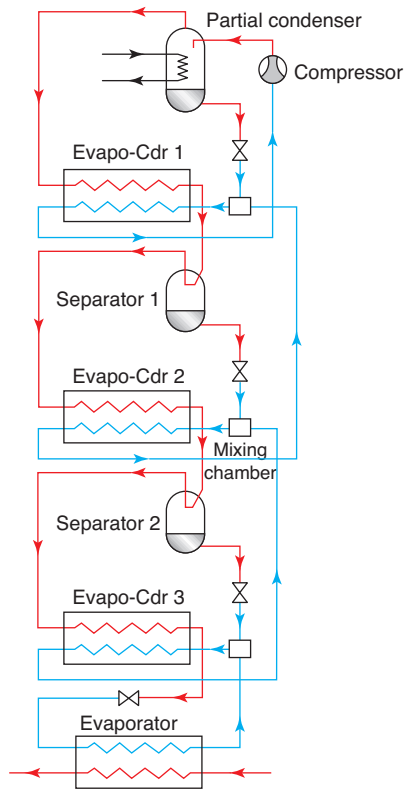 Partial condenser
Compressor
Evapo-Cdr 1
Separator 1
Evapo-Cdr 2
Mixing
chamber
Separator 2
Evapo-Cdr 3
Evaporator